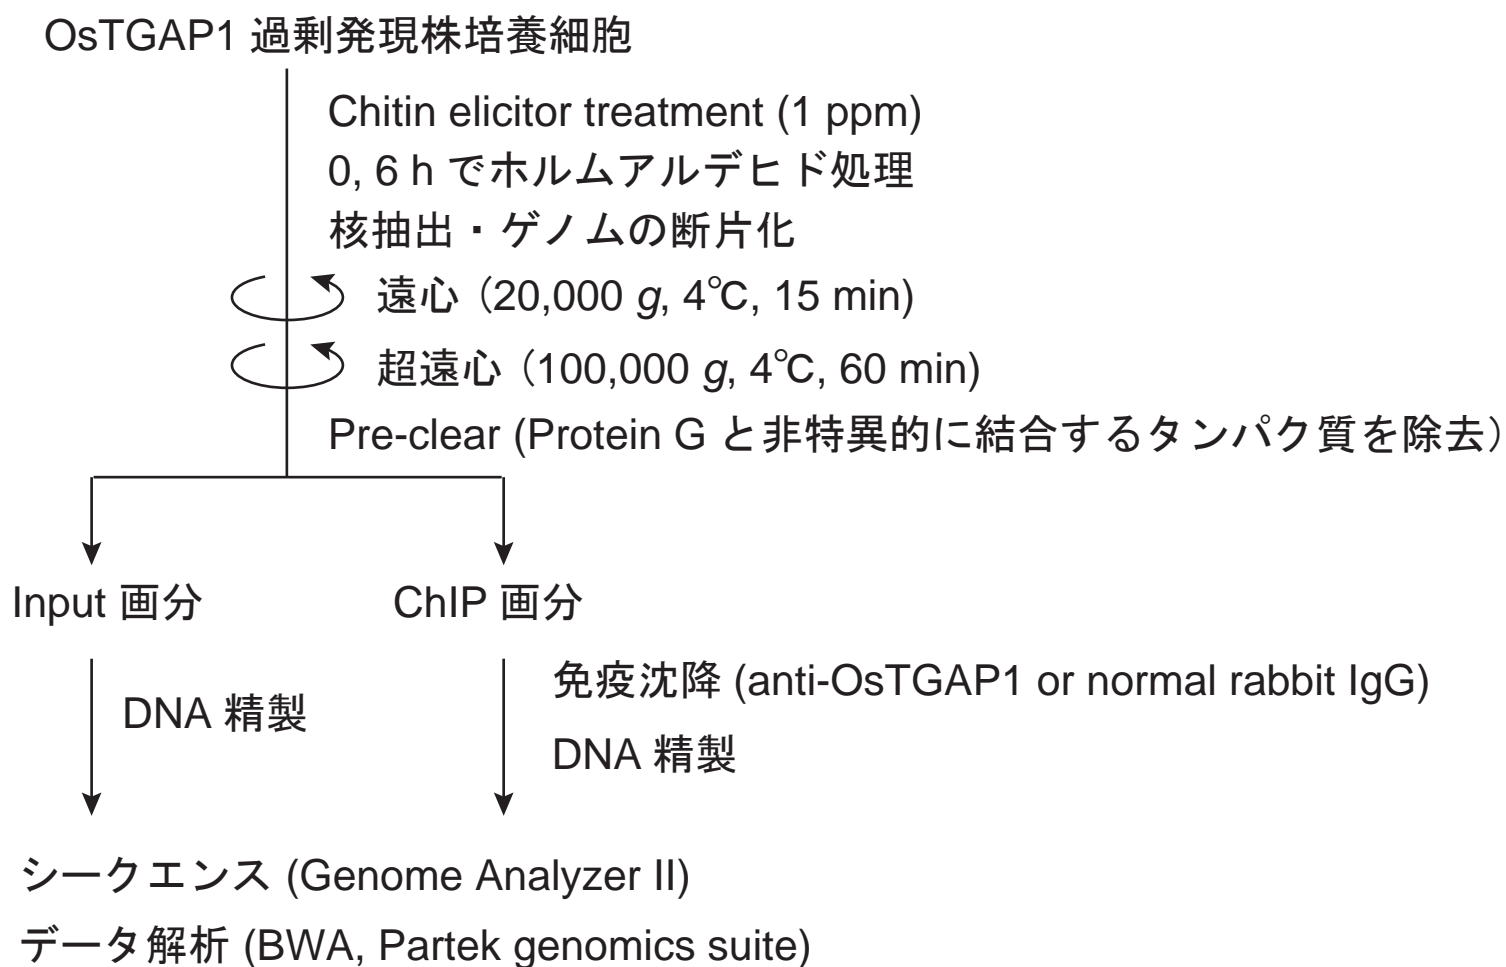 OsTGAP1 過剰発現株培養細胞
Chitin elicitor treatment (1 ppm)
0, 6 h でホルムアルデヒド処理
核抽出・ゲノムの断片化
遠心（20,000 g, 4℃, 15 min)
超遠心（100,000 g, 4℃, 60 min)
Pre-clear (Protein G と非特異的に結合するタンパク質を除去）
Input 画分
ChIP 画分
免疫沈降 (anti-OsTGAP1 or normal rabbit IgG)
DNA 精製
DNA 精製
シークエンス (Genome Analyzer II)
データ解析 (BWA, Partek genomics suite)